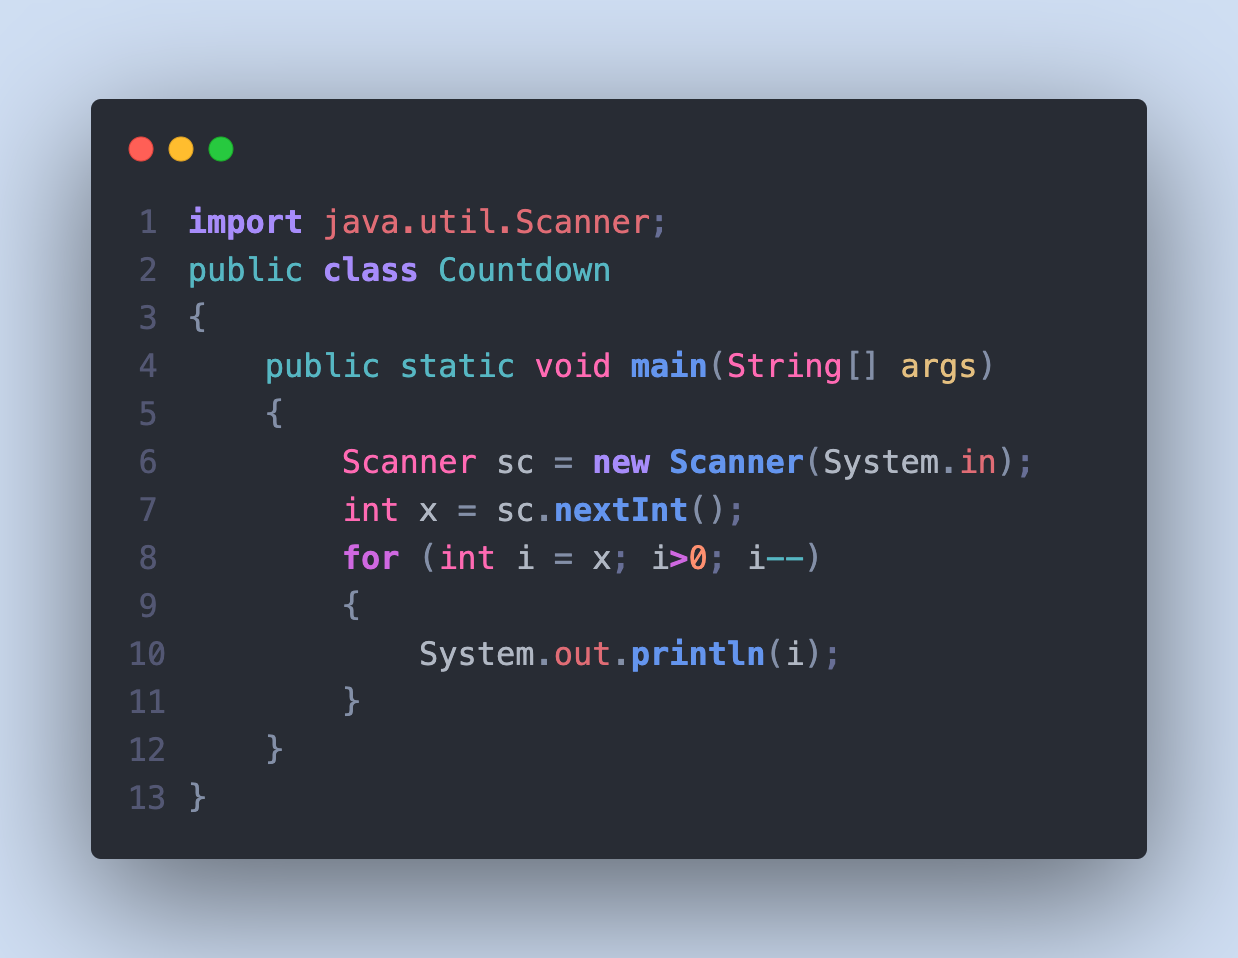 1 import java.util.Scanner;
2 public class Countdown
3 {
4     public static void main(String[] args)
5     {
6         Scanner sc = new Scanner(System.in);
7         int x = sc.nextInt();
8         for (int i = x; i>0; i--)
9         {
10             System.out.println(i);
11         }
12     }
13 }